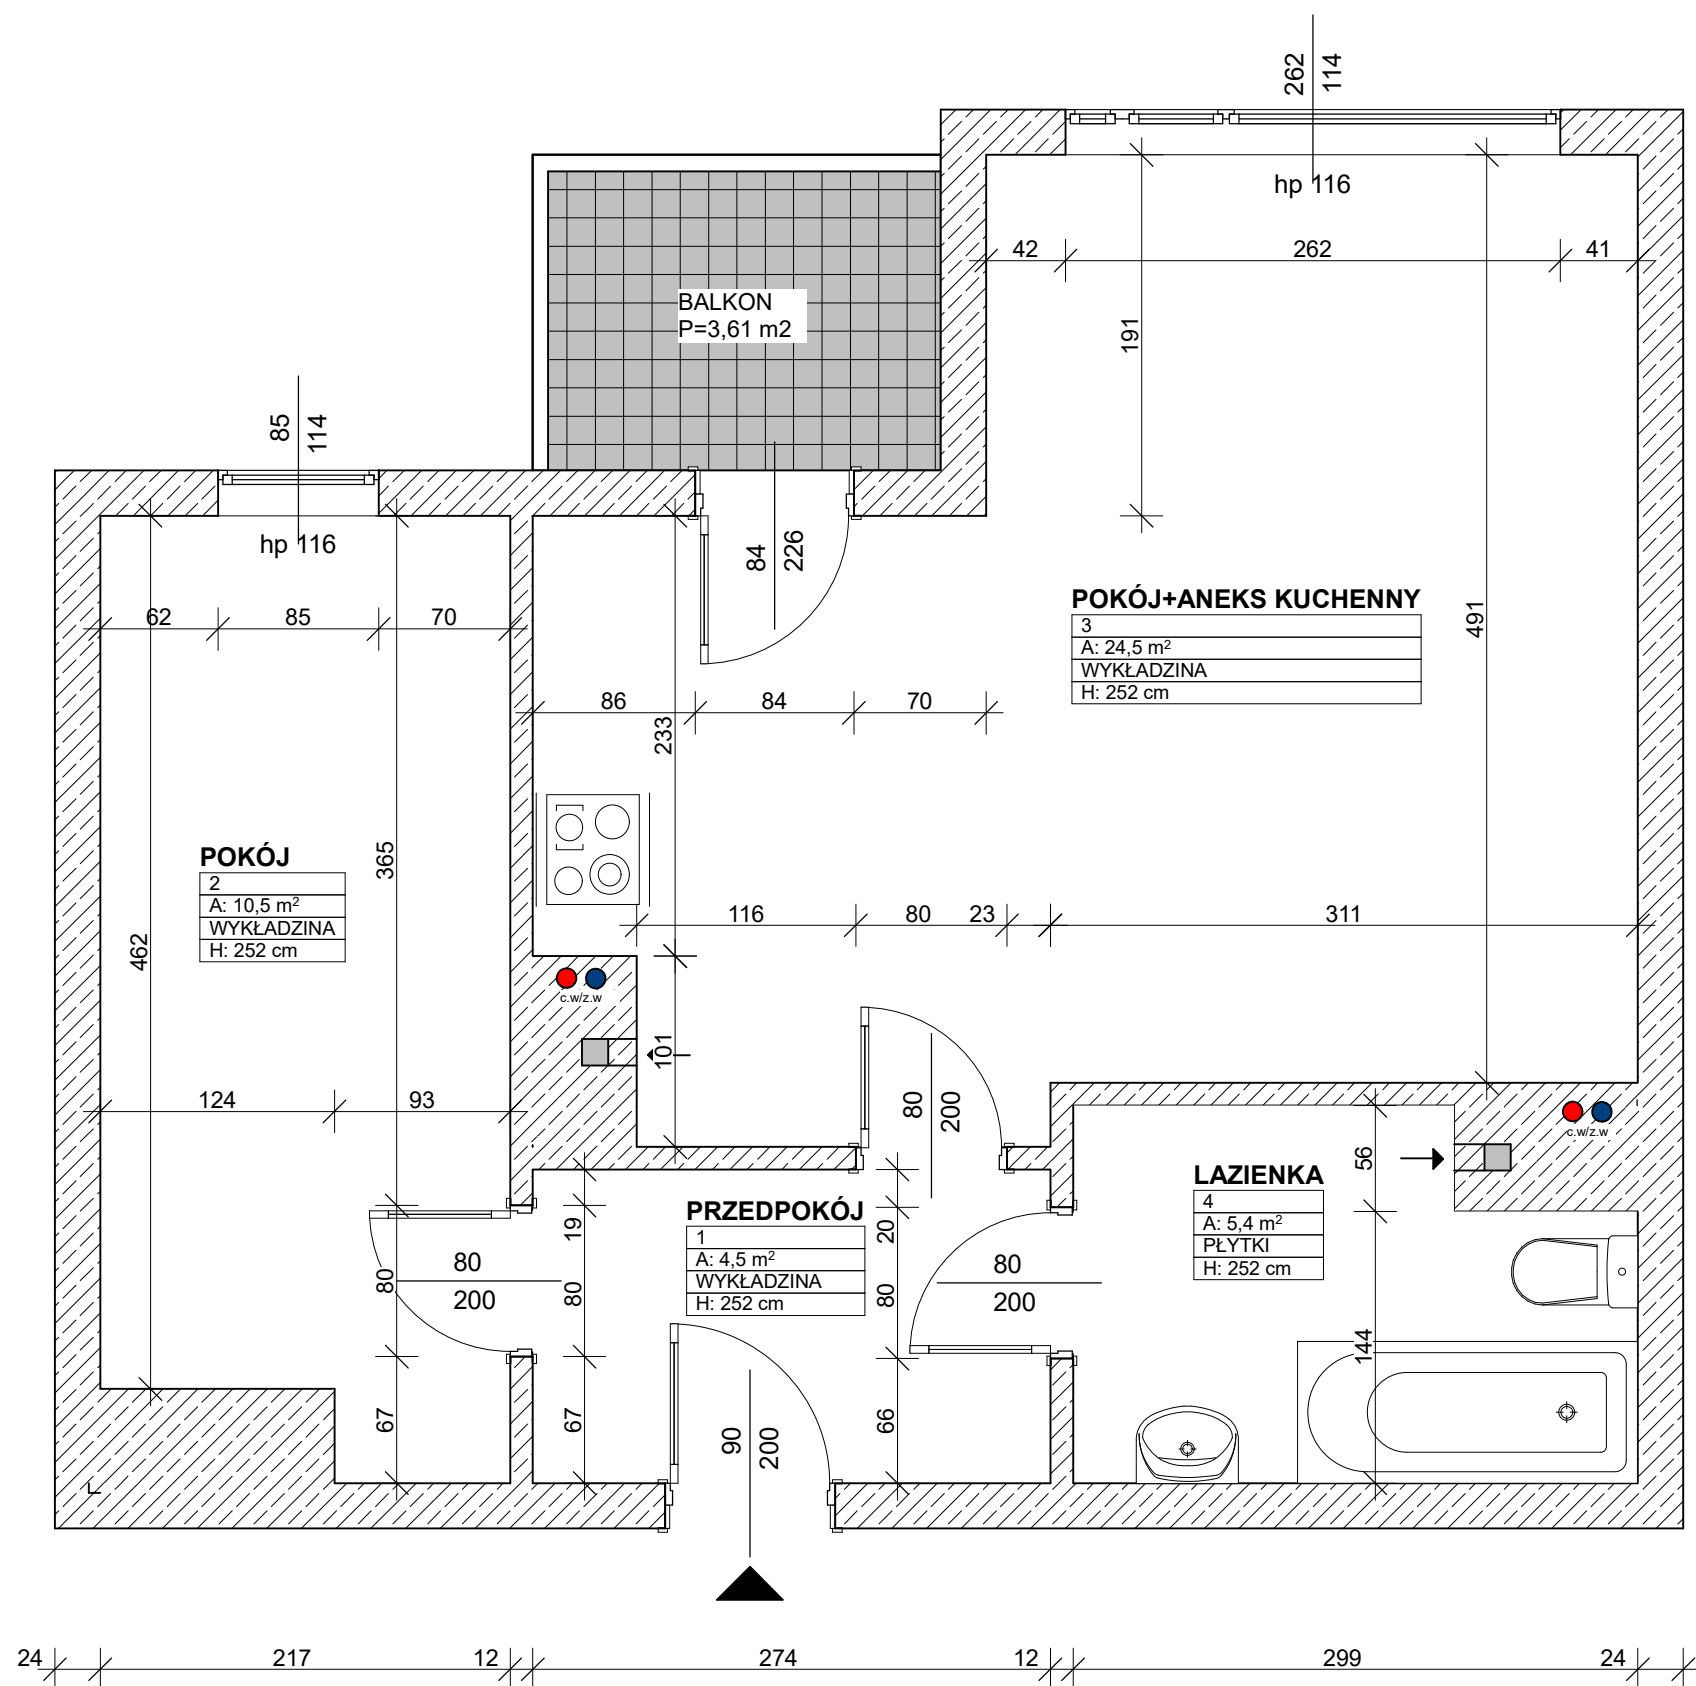 262
114
hp 116
42
262
41
191
BALKON
P=3,61 m2
85
114
hp 116
84
226
62
85
70
POKÓJ+ANEKS KUCHENNY
3
A: 24,5 m²
WYKŁADZINA
H: 252 cm
491
86
84
70
233
POKÓJ
2
A: 10,5 m²
WYKŁADZINA
H: 252 cm
365
462
116
80
23
311
c.w/z.w
101
124
93
80
200
c.w/z.w
56
LAZIENKA
4
A: 5,4 m²
PŁYTKI
H: 252 cm
PRZEDPOKÓJ
1
A: 4,5 m²
WYKŁADZINA
H: 252 cm
19
20
80
80
200
80
80
80
200
144
67
67
66
90
200
24
217
12
274
12
299
24